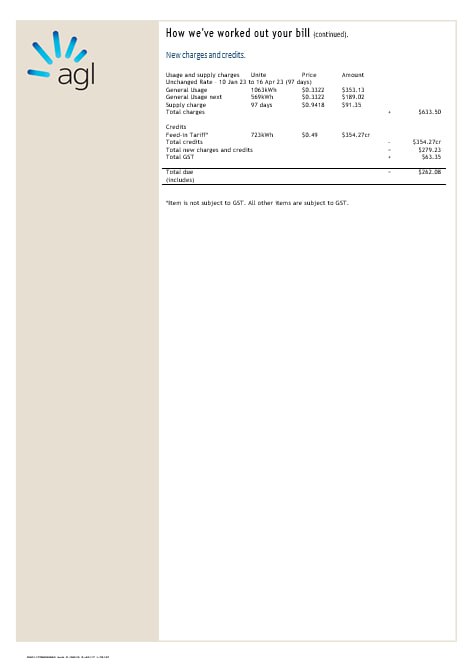 How we've worked out your bill (continued).
agl
New charges and credits.
Usage and supply charges Units Price Amount
Unchanged Rate - 10 Jan 23 to 16 Apr 23 (97 days)
General Usage 1063kWh $0.3322 $353.13
General Usage next 569kWh $0.3322 $189.02
Supply charge 97 days $0.9418 $91.35
Total charges + $633.50
Credits
Feed-in Tariff* 723kWh $0.49 $354.27cr
Total credits - $354.27cr
Total new charges and credits = $279.23
Total GST + $63.35
Total due = $262.08
(includes)
*Item is not subject to GST. All other items are subject to GST.